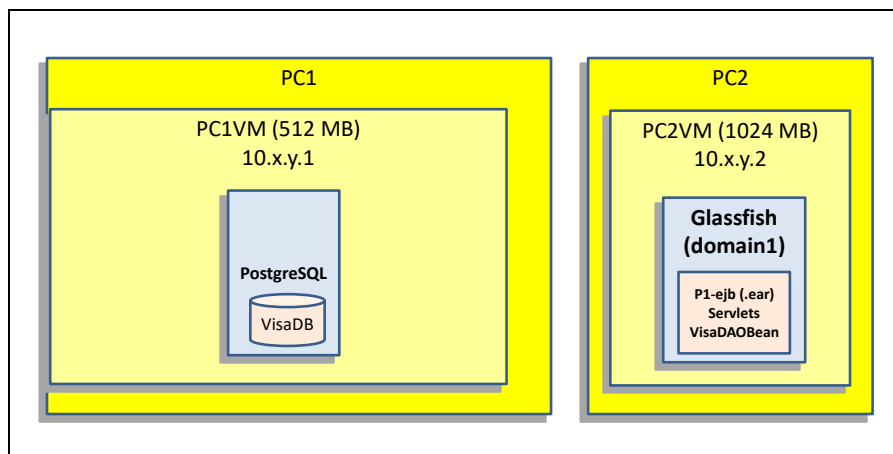 PC1
PC1VM (512 MB)
10.x.y.1
PostgreSQL
VisaDB
PC2
PC2VM (1024 MB)
10.x.y.2
Glassfish
(domain1)
P1-ejb (.ear)
Servlets
VisaDAOBean